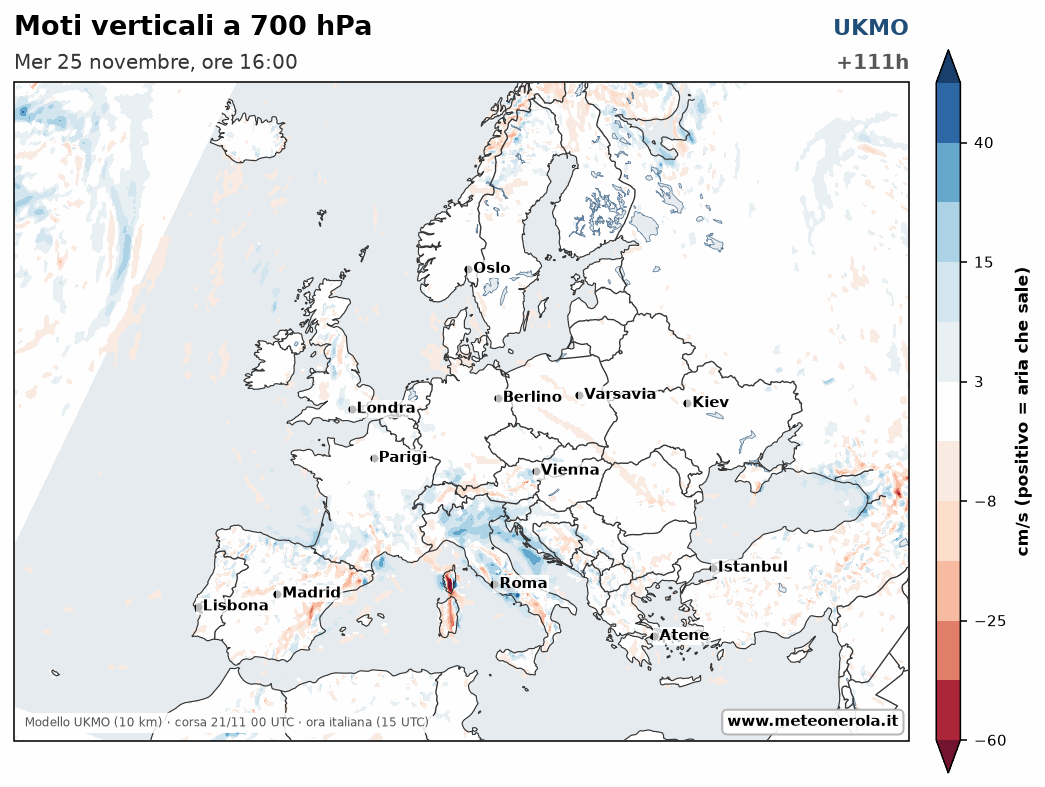 Moti verticali a 700 hPa
UKMO
Mer 25 novembre, ore 16:00
+111h
40
15
3
−8
−25
−60
cm/s (positivo = aria che sale)
Oslo
Londra
Berlino
Varsavia
Kiev
Parigi
Vienna
Istanbul
Roma
Madrid
Lisbona
Atene
Modello UKMO (10 km) · corsa 21/11 00 UTC · ora italiana (15 UTC)
www.meteonerola.it